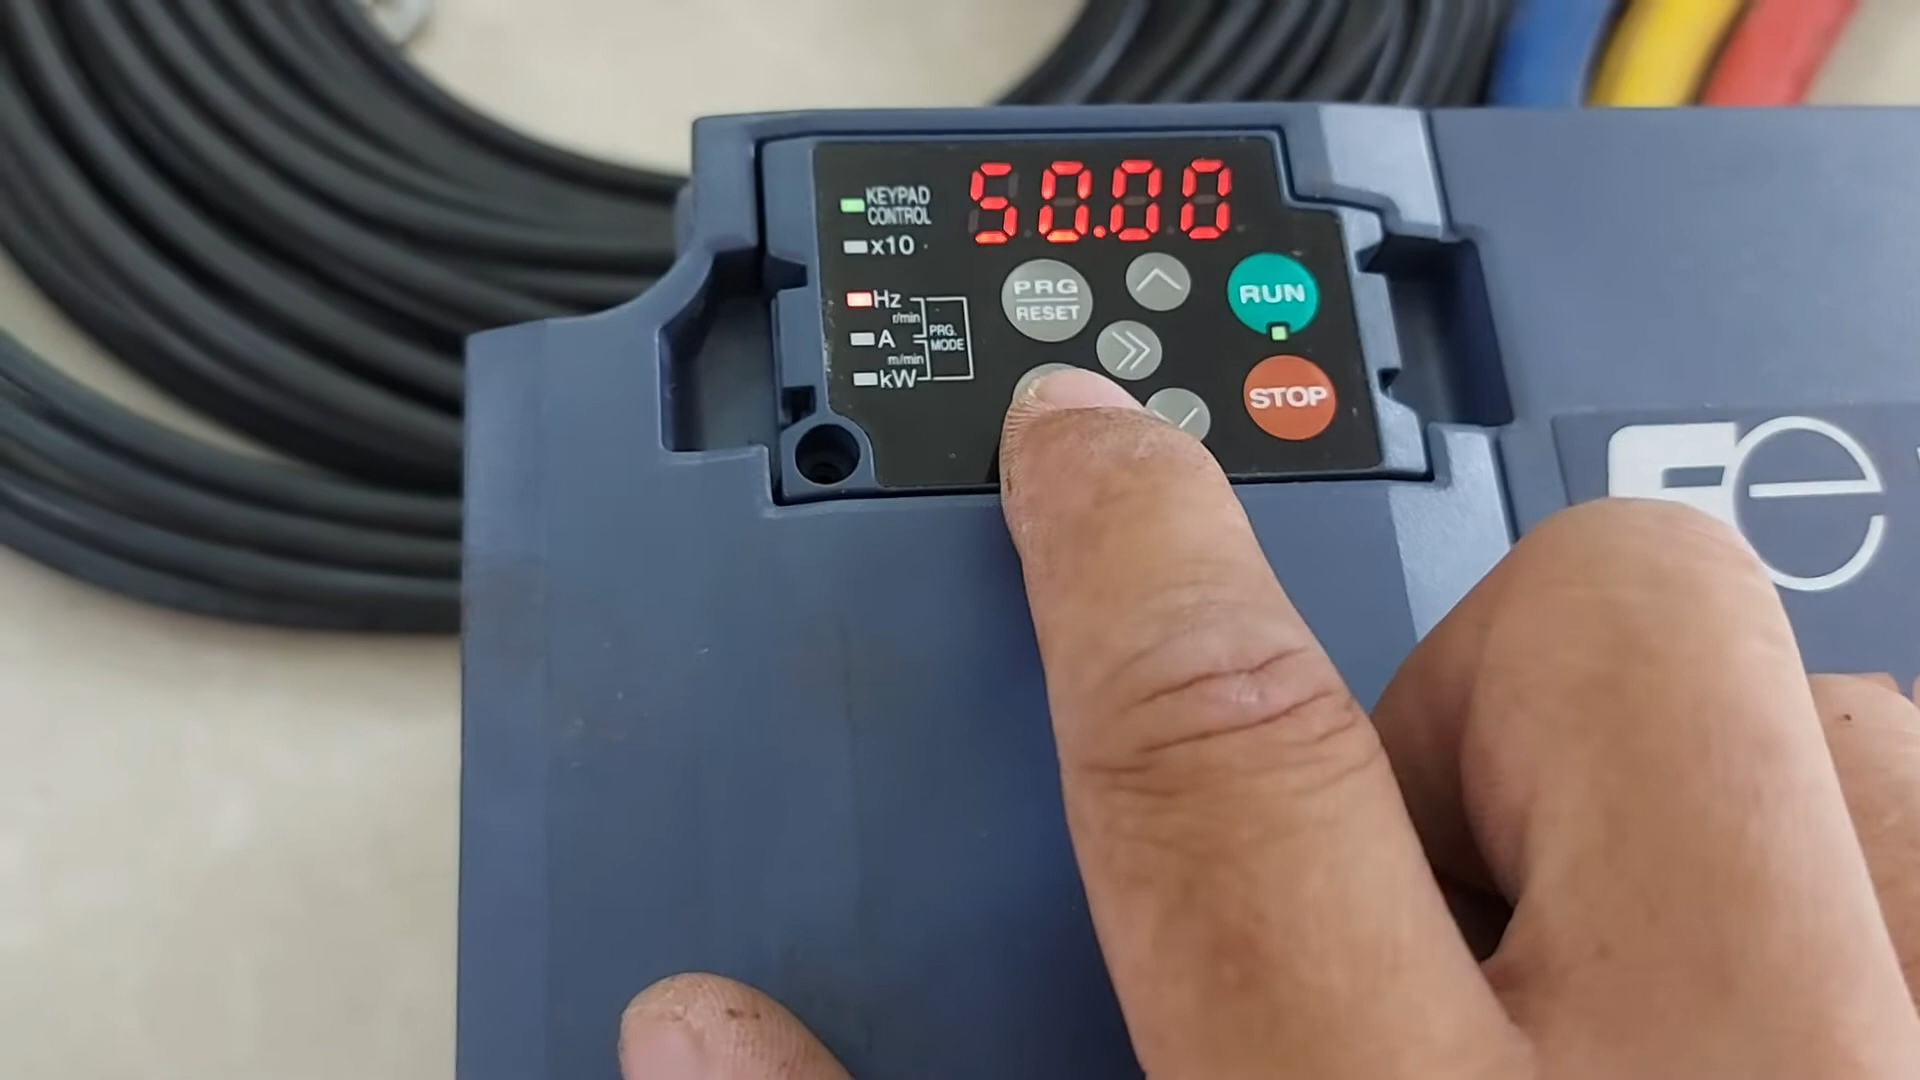 50.00
KEYPAD
CONTROL
x10
Hz
r/min
A
m/min
kW
PRG.
MODE
PRG
RESET
RUN
STOP
e